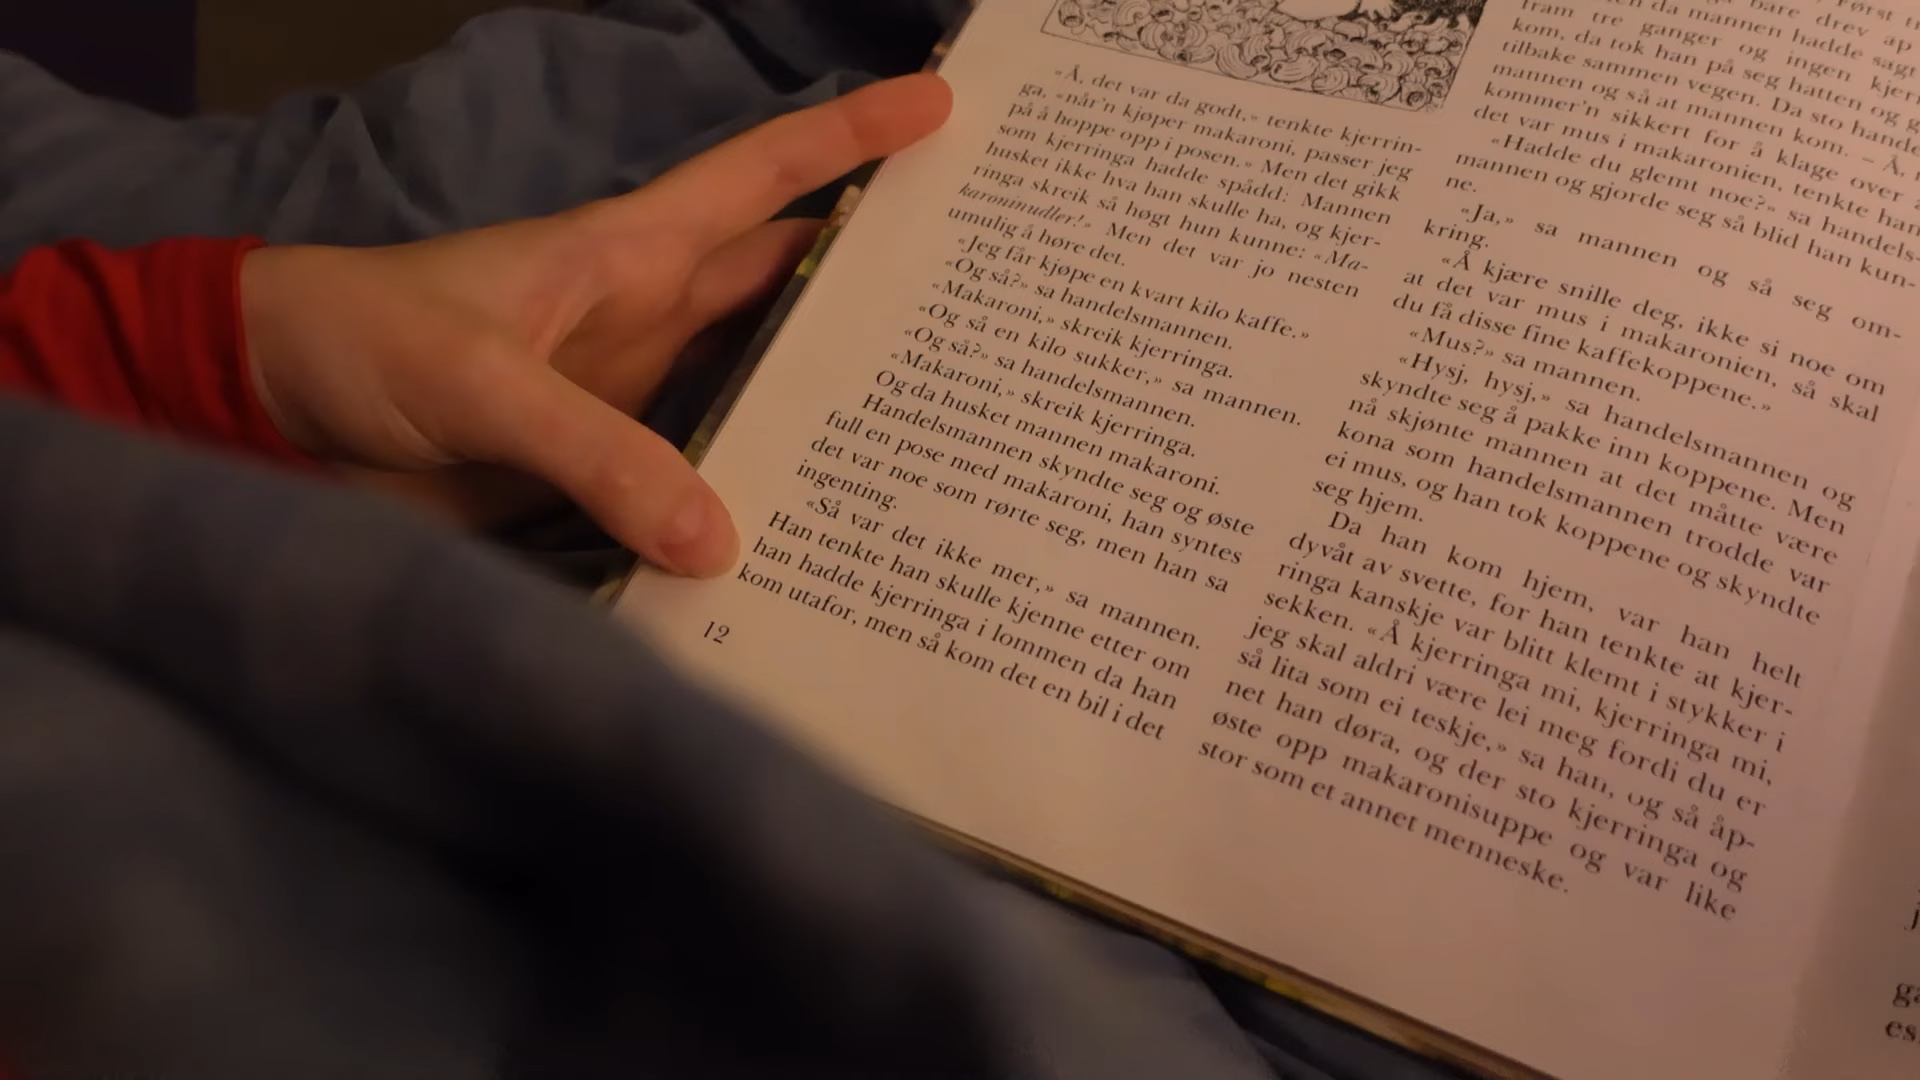 «Å, det var da godt,» tenkte kjerrin-
ga, «når'n kjøper makaroni, passer jeg
på å hoppe opp i posen.» Men det gikk
som kjerringa hadde spådd: Mannen
husket ikke hva han skulle ha, og kjer-
ringa skreik så høgt hun kunne: «Ma-
karoninudler!» Men det var jo nesten
umulig å høre det.
«Jeg får kjøpe en kvart kilo kaffe.»
«Og så?» sa handelsmannen.
«Makaroni,» skreik kjerringa.
«Og så en kilo sukker,» sa mannen.
«Og så?» sa handelsmannen.
«Makaroni,» skreik kjerringa.
Og da husket mannen makaroni.
Handelsmannen skyndte seg og øste
full en pose med makaroni, han syntes
det var noe som rørte seg, men han sa
ingenting.
«Så var det ikke mer,» sa mannen.
Han tenkte han skulle kjenne etter om
han hadde kjerringa i lommen da han
kom utafor, men så kom det en bil i det
12
bare drev ap
da mannen hadde sagt
fram tre ganger og ingen
kom, da tok han på seg hatten og
tilbake sammen vegen. Da sto
mannen og så at mannen kom. – Å,
kommer'n sikkert for å klage over
det var mus i makaronien, tenkte han
«Hadde du glemt noe?» sa handels-
mannen og gjorde seg så blid han kun-
ne.
«Ja,» sa mannen og så seg om-
kring.
«Å kjære snille deg, ikke si noe om
at det var mus i makaronien, så skal
du få disse fine kaffekoppene.»
«Mus?» sa mannen.
«Hysj, hysj,» sa handelsmannen og
skyndte seg å pakke inn koppene. Men
nå skjønte mannen at det måtte være
kona som handelsmannen trodde var
ei mus, og han tok koppene og skyndte
seg hjem.
Da han kom hjem, var han helt
dyvåt av svette, for han tenkte at kjer-
ringa kanskje var blitt klemt i stykker i
sekken. «Å kjerringa mi, kjerringa mi,
jeg skal aldri være lei meg fordi du er
så lita som ei teskje,» sa han, og så åp-
net han døra, og der sto kjerringa og
øste opp makaronisuppe og var like
stor som et annet menneske.